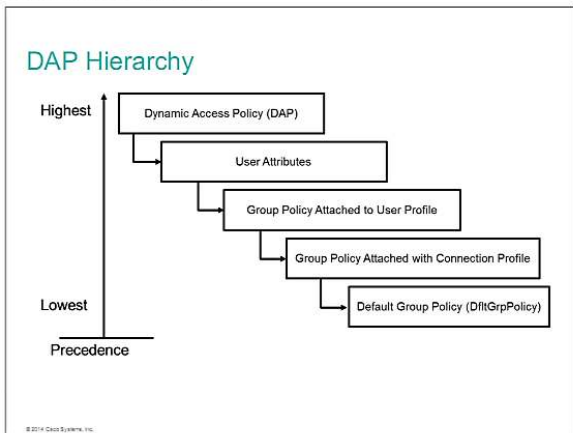 DAP Hierarchy
Highest
Dynamic Access Policy (DAP)
User Attributes
Group Policy Attached to User Profile
Group Policy Attached with Connection Profile
Lowest
Default Group Policy (DfltGrpPolicy)
Precedence
© 2014 Cisco Systems, Inc.